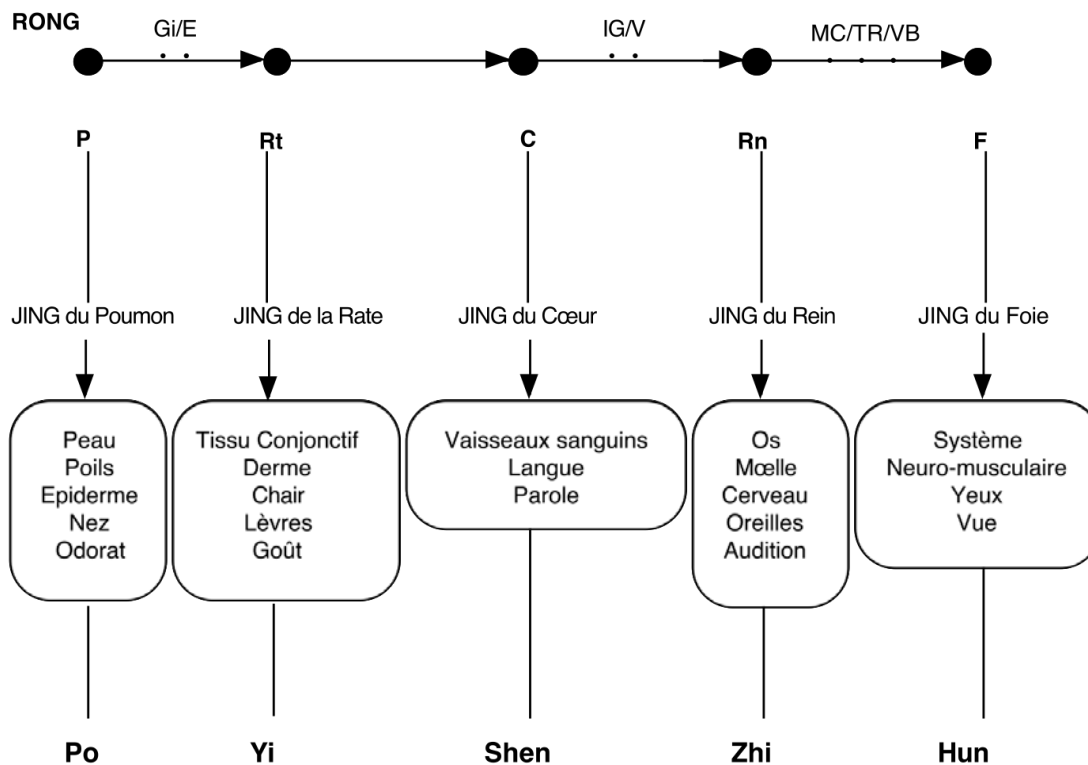 RONG
Gi/E
IG/V
MC/TR/VB
P
Rt
C
Rn
F
JING du Poumon
JING de la Rate
JING du Cœur
JING du Rein
JING du Foie
Peau
Poils
Epiderme
Nez
Odorat
Tissu Conjonctif
Derme
Chair
Lèvres
Goût
Vaisseaux sanguins
Langue
Parole
Os
Mœlle
Cerveau
Oreilles
Audition
Système
Neuro-musculaire
Yeux
Vue
Po
Yi
Shen
Zhi
Hun